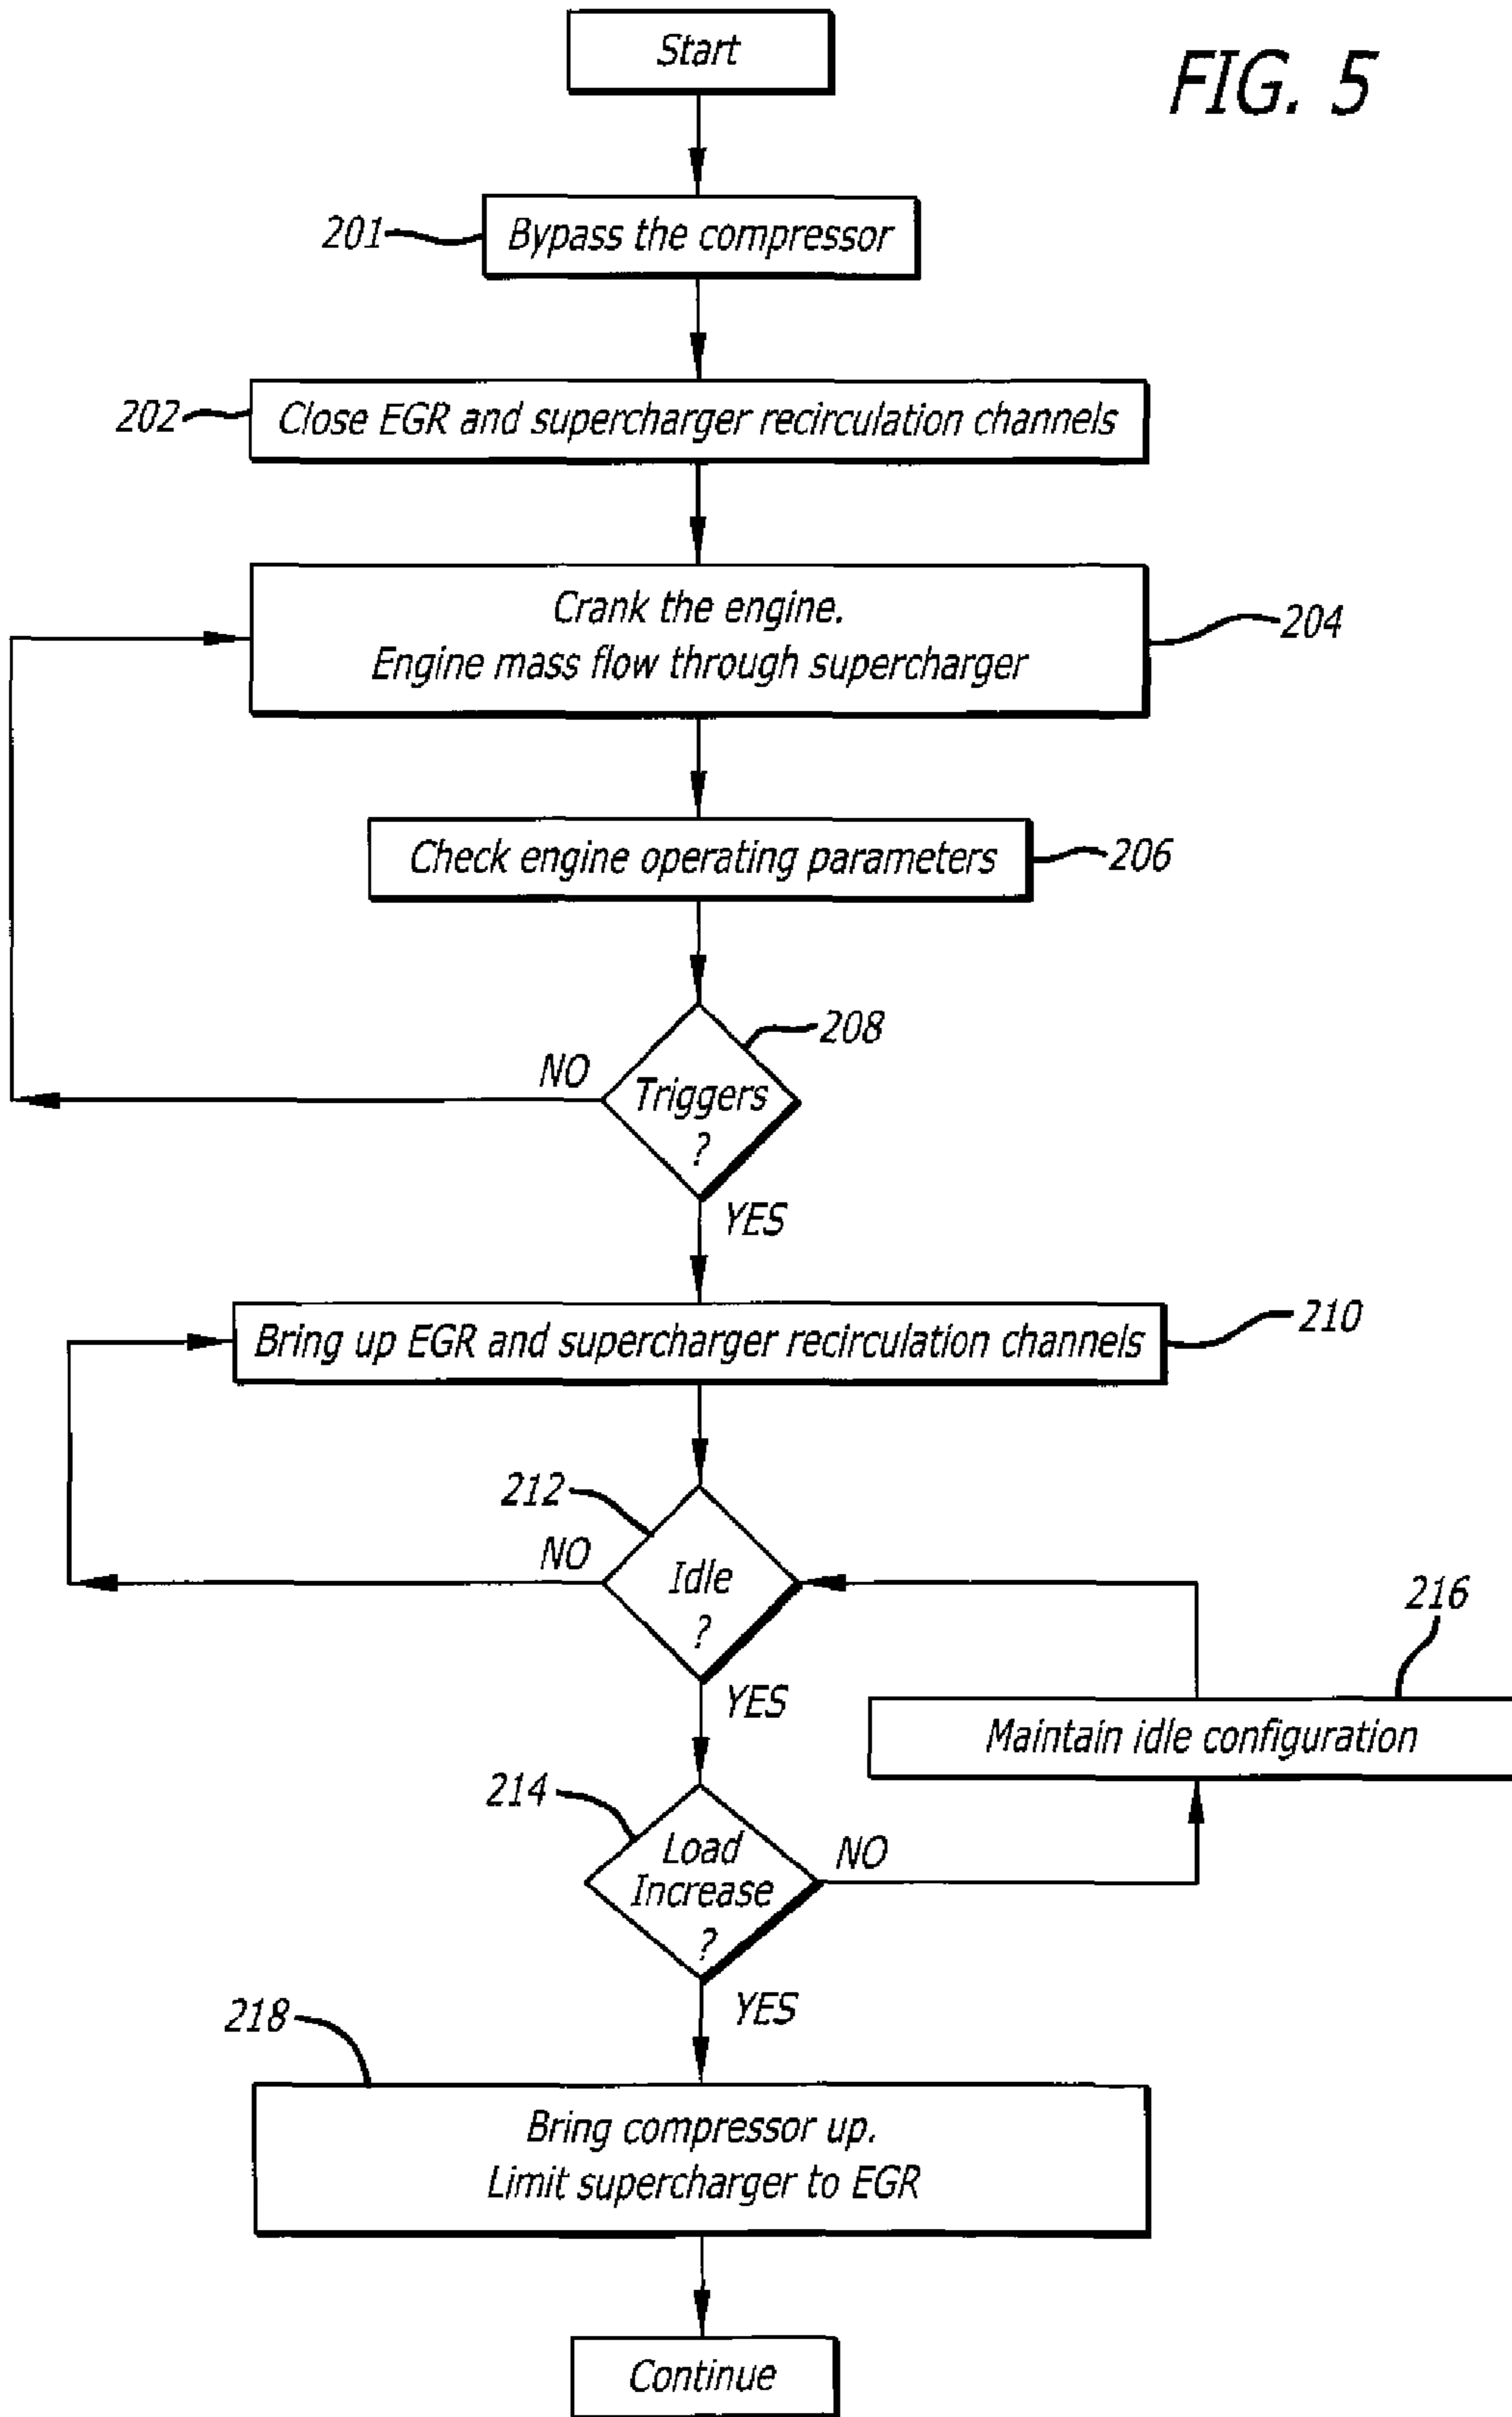 FIG. 5
Start
201
Bypass the compressor
202
Close EGR and supercharger recirculation channels
Crank the engine.
Engine mass flow through supercharger
204
Check engine operating parameters
206
208
NO
Triggers
?
YES
Bring up EGR and supercharger recirculation channels
210
212
NO
Idle
?
YES
216
Maintain idle configuration
214
Load
Increase
?
NO
YES
218
Bring compressor up.
Limit supercharger to EGR
Continue